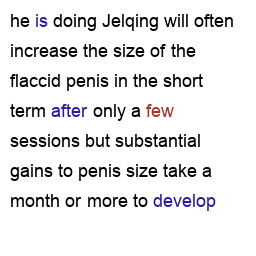 he is doing Jelqing will often
increase the size of the
flaccid penis in the short
term after only a few
sessions but substantial
gains to penis size take a
month or more to develop